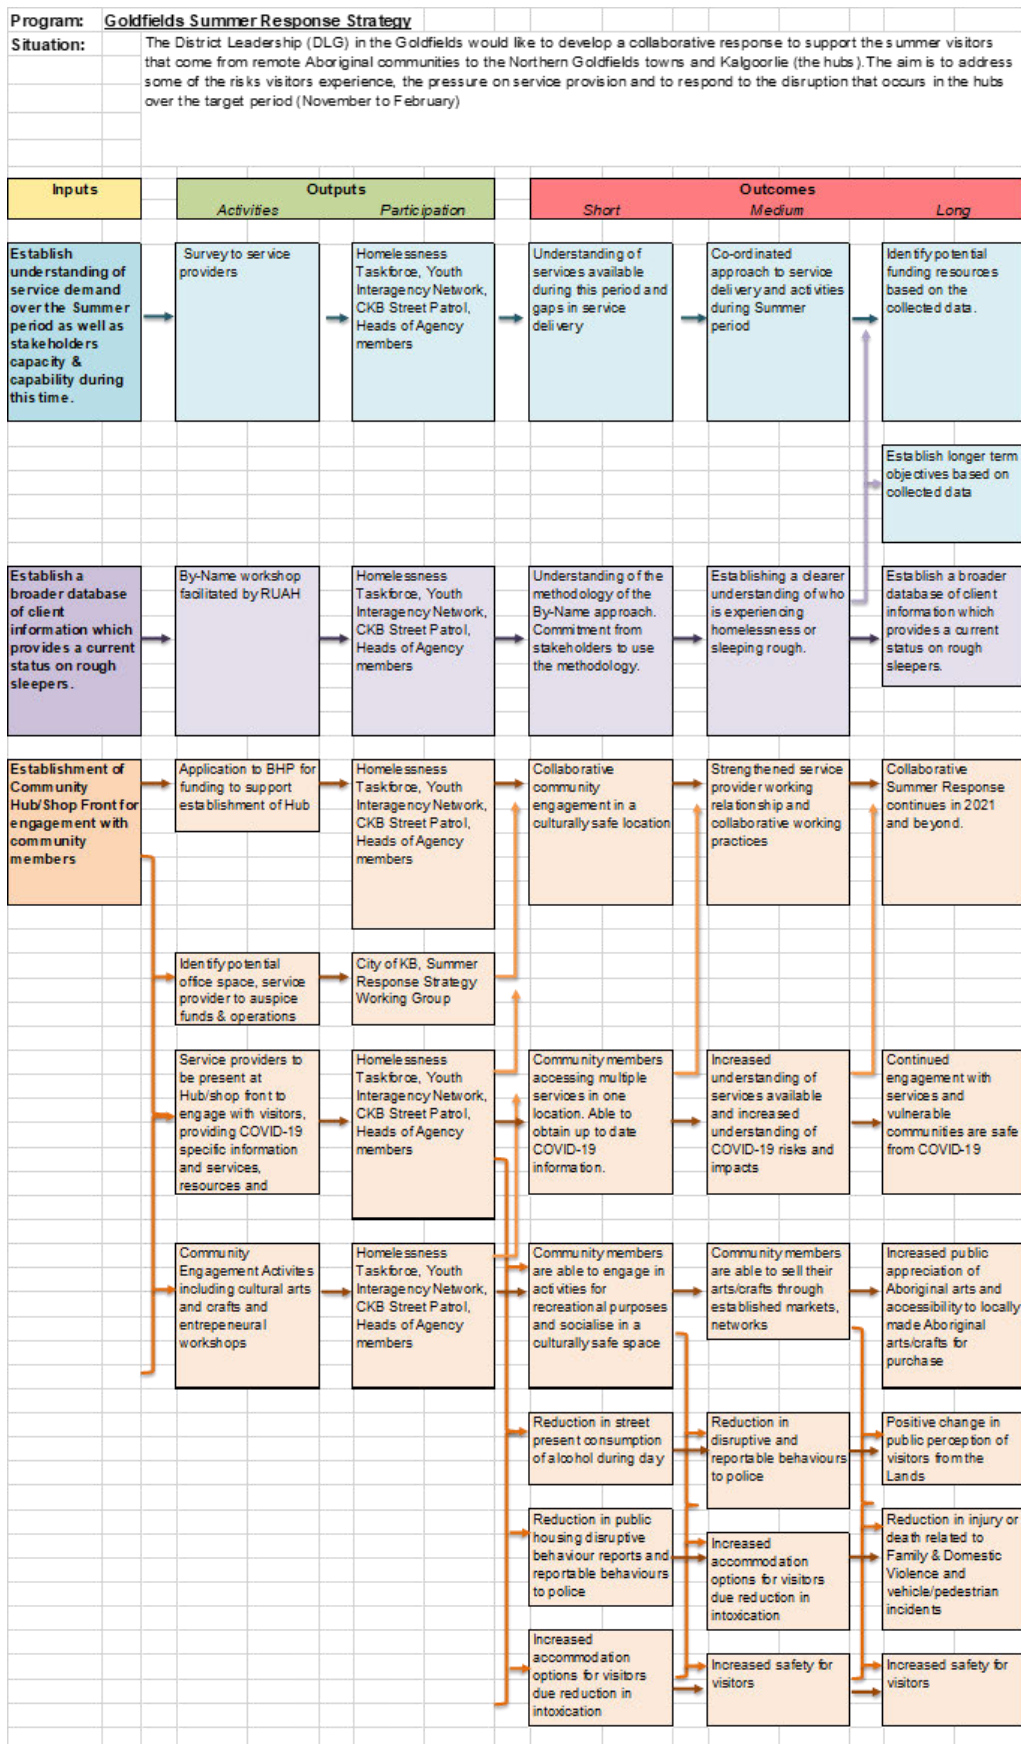 Program: Goldfields Summer Response Strategy
Situation: The District Leadership (DLG) in the Goldfields would like to develop a collaborative response to support the summer visitors
that come from remote Aboriginal communities to the Northern Goldfields towns and Kalgoorlie (the hubs). The aim is to address
some of the risks visitors experience, the pressure on service provision and to respond to the disruption that occurs in the hubs
over the target period (November to February)
Inputs
Outputs
Activities
Participation
Outcomes
Short
Medium
Long
Establish
understanding of
service demand
over the Summer
period as well as
stakeholders
capacity &
capability during
this time.
Survey to service
providers
Homelessness
Taskforce, Youth
Interagency Network,
CKB Street Patrol,
Heads of Agency
members
Understanding of
services available
during this period and
gaps in service
delivery
Co-ordinated
approach to service
delivery and activities
during Summer
period
Identify potential
funding resources
based on the
collected data.
Establish longer term
objectives based on
collected data
Establish a
broader database
of client
information which
provides a current
status on rough
sleepers.
By-Name workshop
facilitated by RUAH
Homelessness
Taskforce, Youth
Interagency Network,
CKB Street Patrol,
Heads of Agency
members
Understanding of the
methodology of the
By-Name approach.
Commitment from
stakeholders to use
the methodology.
Establishing a clearer
understanding of who
is experiencing
homelessness or
sleeping rough.
Establish a broader
database of client
information which
provides a current
status on rough
sleepers.
Establishment of
Community
Hub/Shop Front for
engagement with
community
members
Application to BHP for
funding to support
establishment of Hub
Homelessness
Taskforce, Youth
Interagency Network,
CKB Street Patrol,
Heads of Agency
members
Collaborative
community
engagement in a
culturally safe location
Strengthened service
provider working
relationship and
collaborative working
practices
Collaborative
Summer Response
continues in 2021
and beyond.
Identify potential
office space, service
provider to auspice
funds & operations
City of KB, Summer
Response Strategy
Working Group
Service providers to
be present at
Hub/shop front to
engage with visitors,
providing COVID-19
specific information
and services,
resources and
Homelessness
Taskforce, Youth
Interagency Network,
CKB Street Patrol,
Heads of Agency
members
Community members
accessing multiple
services in one
location. Able to
obtain up to date
COVID-19
information.
Increased
understanding of
services available
and increased
understanding of
COVID-19 risks and
impacts
Continued
engagement with
services and
vulnerable
communities are safe
from COVID-19
Community
Engagement Activites
including cultural arts
and crafts and
entrepeneural
workshops
Homelessness
Taskforce, Youth
Interagency Network,
CKB Street Patrol,
Heads of Agency
members
Community members
are able to engage in
activities for
recreational purposes
and socialise in a
culturally safe space
Community members
are able to sell their
arts/crafts through
established markets,
networks
Increased public
appreciation of
Aboriginal arts and
accessibility to locally
made Aboriginal
arts/crafts for
purchase
Reduction in street
present consumption
of alcohol during day
Reduction in
disruptive and
reportable behaviours
to police
Positive change in
public perception of
visitors from the
Lands
Reduction in public
housing disruptive
behaviour reports and
reportable behaviours
to police
Increased
accommodation
options for visitors
due reduction in
intoxication
Reduction in injury or
death related to
Family & Domestic
Violence and
vehicle/pedestrian
incidents
Increased
accommodation
options for visitors
due reduction in
intoxication
Increased safety for
visitors
Increased safety for
visitors